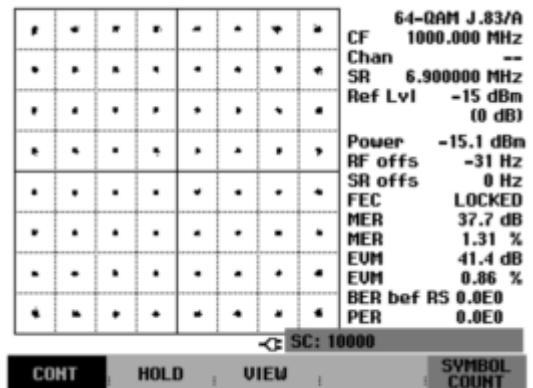 64-QAM J.83/A
CF 1000.000 MHz
Chan --
SR 6.900000 MHz
Ref Lvl -15 dBm
(0 dB)
Power -15.1 dBm
RF offs -31 Hz
SR offs 0 Hz
FEC LOCKED
MER 37.7 dB
MER 1.31 %
EVM 41.4 dB
EVM 0.86 %
BER bef RS 0.0E0
PER 0.0E0
SC: 10000
CONT HOLD VIEW SYMBOL
COUNT